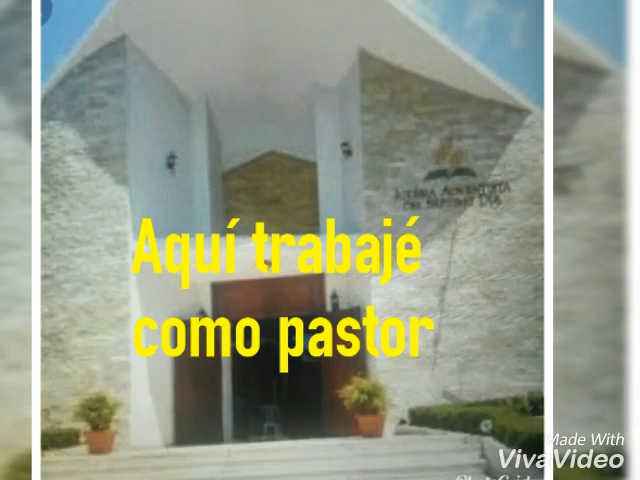 Iglesia Adventista
del Séptimo Día
Aquí trabajé
como pastor
Made With
VivaVideo